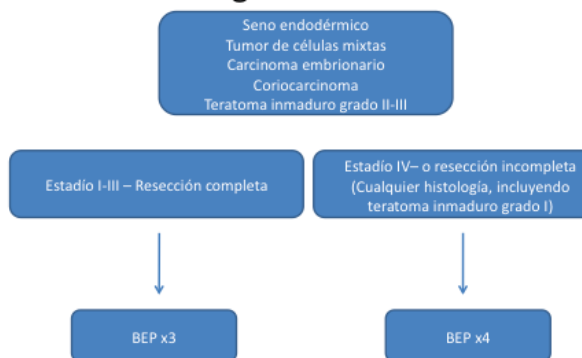 Seno endodérmico
Tumor de células mixtas
Carcinoma embrionario
Coriocarcinoma
Teratoma inmaduro grado II-III
Estadío I-III – Resección completa
Estadío IV– o resección incompleta
(Cualquier histología, incluyendo
teratoma inmaduro grado I)
BEP x3
BEP x4